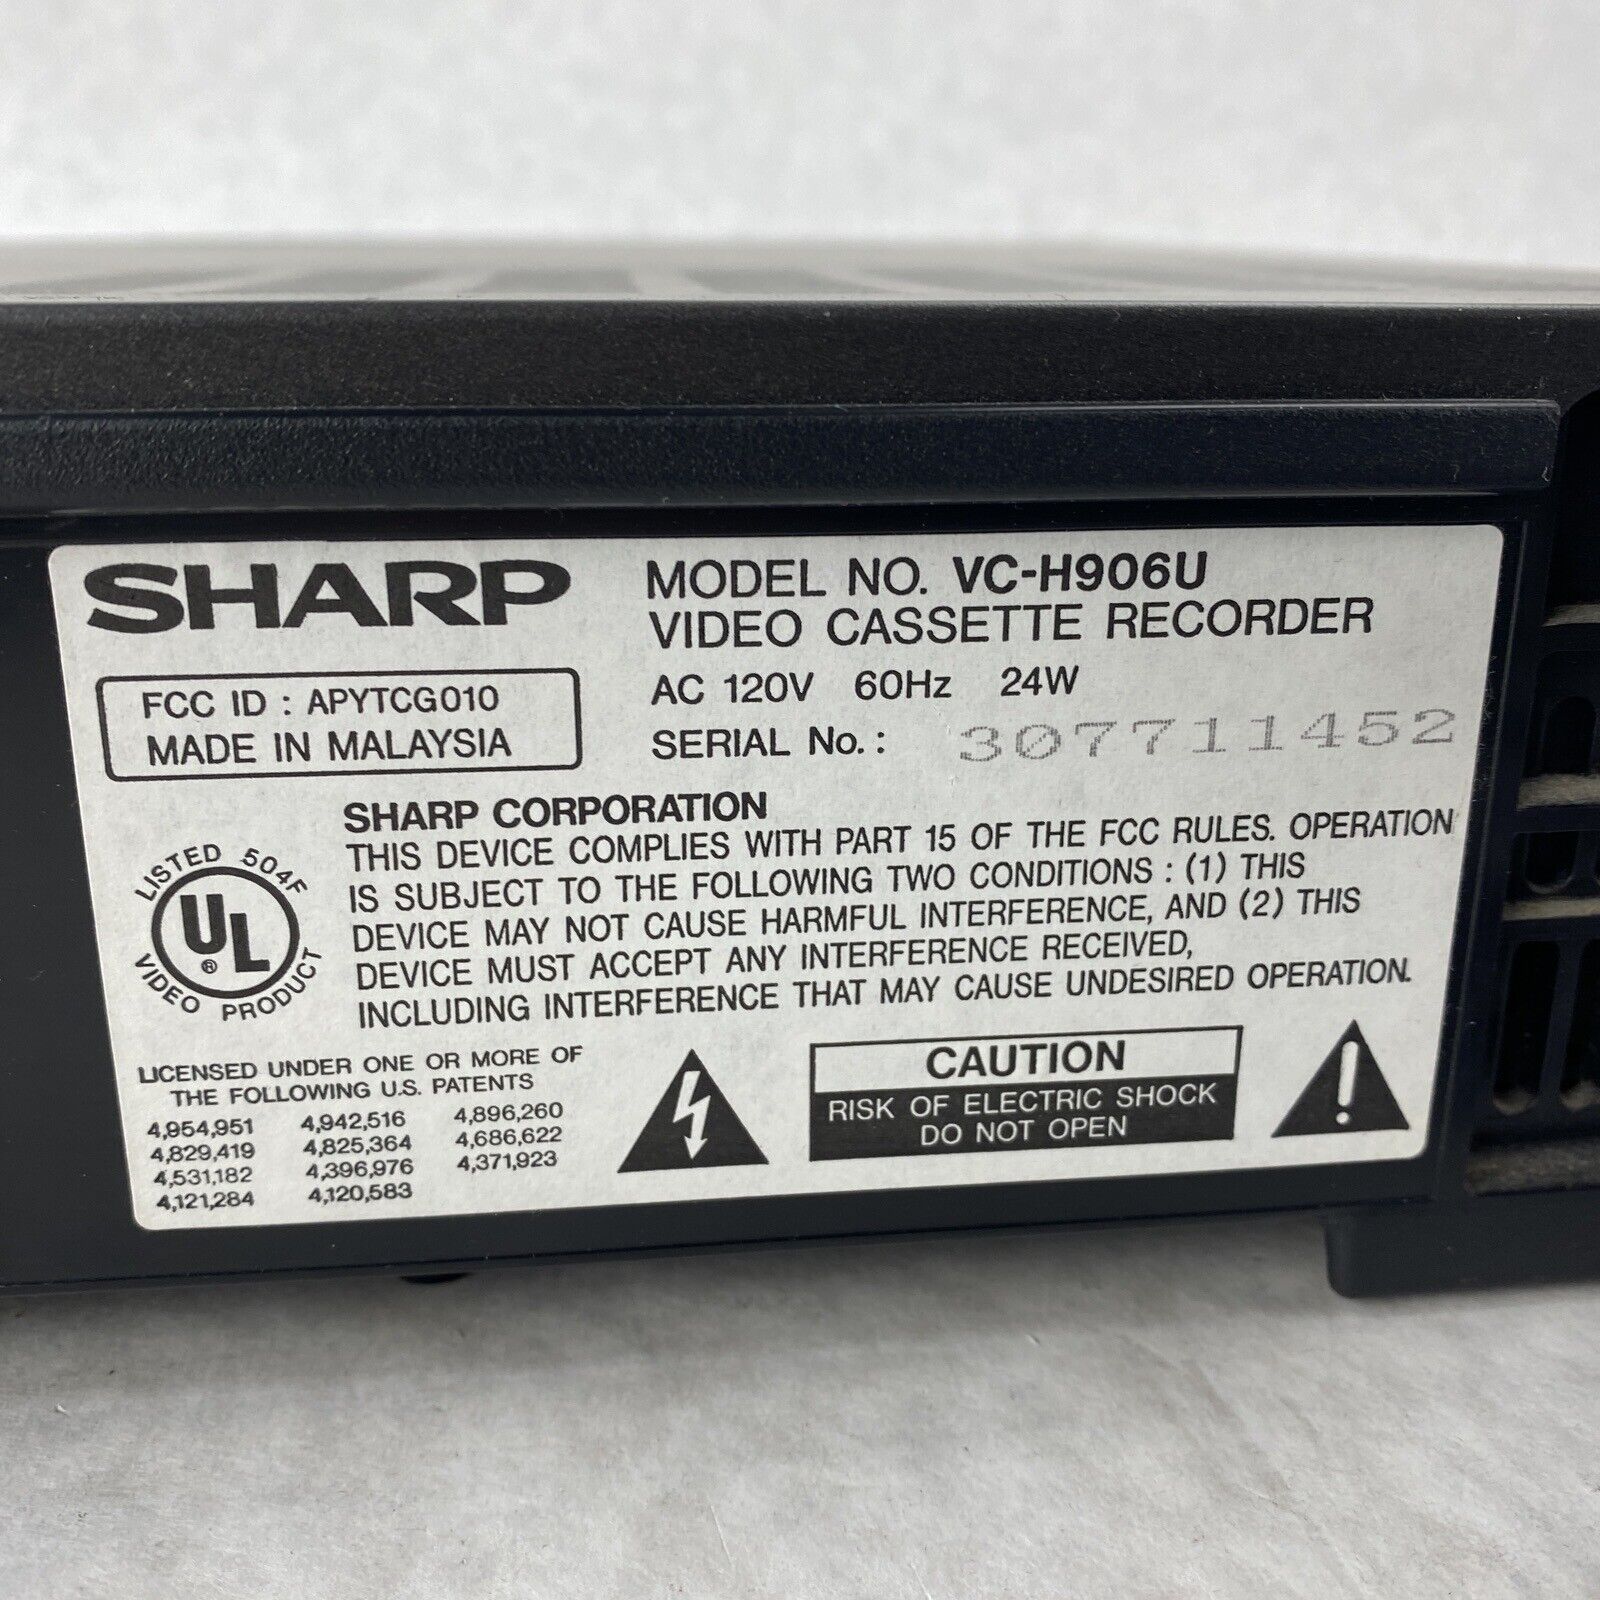 SHARP
MODEL NO. VC-H906U
VIDEO CASSETTE RECORDER
AC 120V 60Hz 24W
SERIAL No.: 307711452
FCC ID : APYTCG010
MADE IN MALAYSIA
LISTED 504F
UL®
VIDEO PRODUCT
SHARP CORPORATION
THIS DEVICE COMPLIES WITH PART 15 OF THE FCC RULES. OPERATION
IS SUBJECT TO THE FOLLOWING TWO CONDITIONS : (1) THIS
DEVICE MAY NOT CAUSE HARMFUL INTERFERENCE, AND (2) THIS
DEVICE MUST ACCEPT ANY INTERFERENCE RECEIVED,
INCLUDING INTERFERENCE THAT MAY CAUSE UNDESIRED OPERATION.
LICENSED UNDER ONE OR MORE OF
THE FOLLOWING U.S. PATENTS
4,954,951 4,942,516 4,896,260
4,829,419 4,825,364 4,686,622
4,531,182 4,396,976 4,371,923
4,121,284 4,120,583
CAUTION
RISK OF ELECTRIC SHOCK
DO NOT OPEN
!